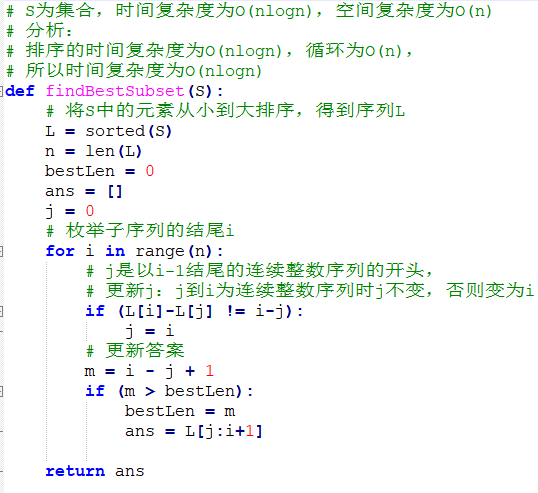 # S为集合，时间复杂度为O(nlogn)，空间复杂度为O(n)
# 分析：
# 排序的时间复杂度为O(nlogn)，循环为O(n)，
# 所以时间复杂度为O(nlogn)
def findBestSubset(S):
    # 将S中的元素从小到大排序，得到序列L
    L = sorted(S)
    n = len(L)
    bestLen = 0
    ans = []
    j = 0
    # 枚举子序列的结尾i
    for i in range(n):
        # j是以i-1结尾的连续整数序列的开头，
        # 更新j：j到i为连续整数序列时j不变，否则变为i
        if (L[i]-L[j] != i-j):
            j = i
        # 更新答案
        m = i - j + 1
        if (m > bestLen):
            bestLen = m
            ans = L[j:i+1]
    return ans